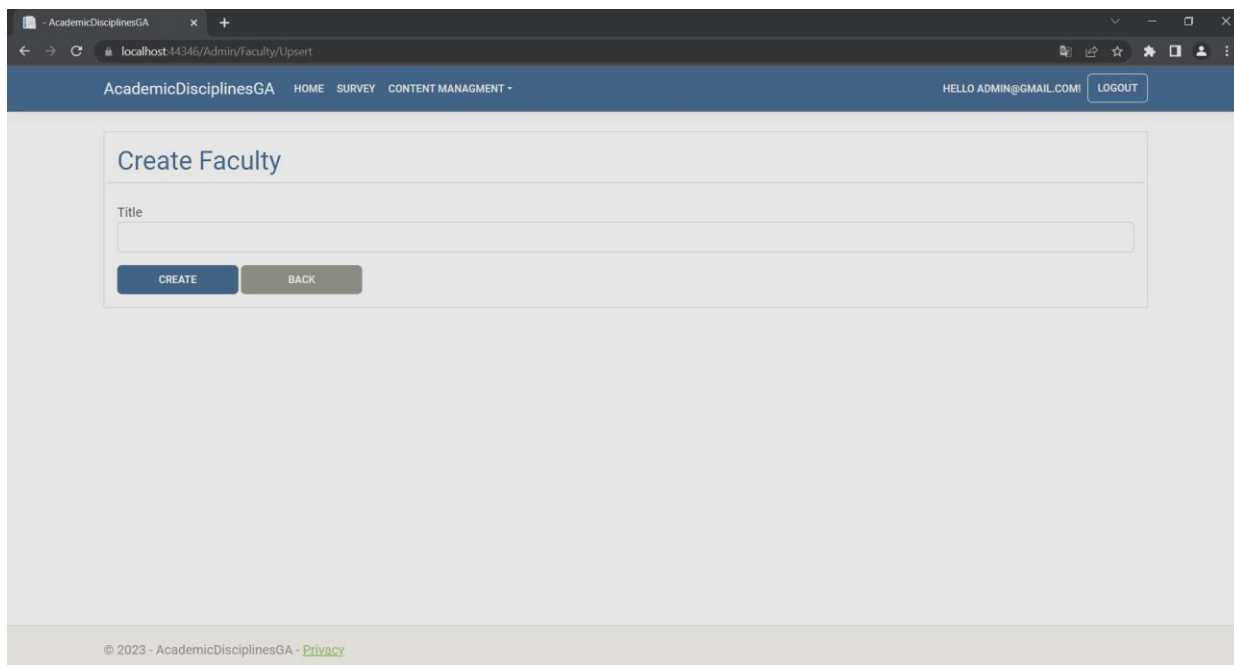 - AcademicDisciplinesGA
localhost:44346/Admin/Faculty/Upsert
AcademicDisciplinesGA HOME SURVEY CONTENT MANAGMENT HELLO ADMIN@GMAIL.COM! LOGOUT
Create Faculty
Title
CREATE BACK
© 2023 - AcademicDisciplinesGA - Privacy